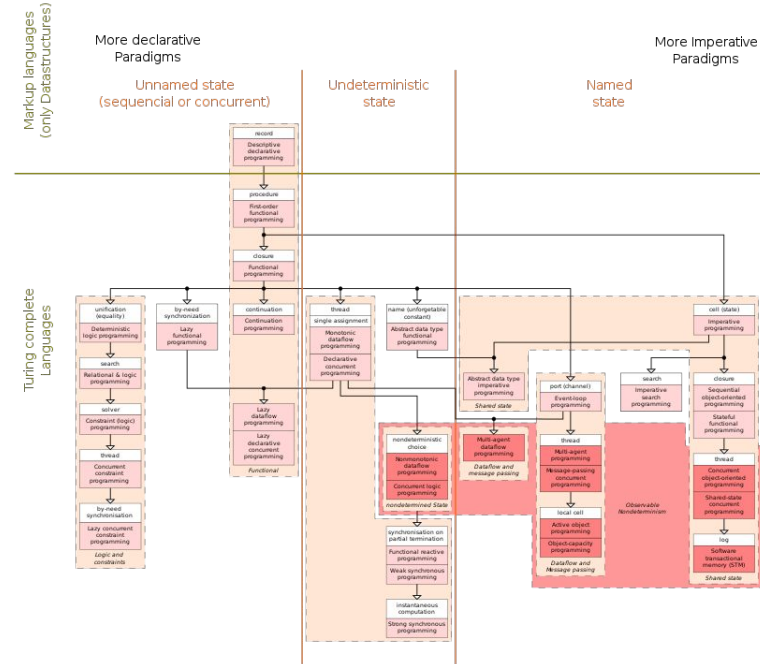 Markup languages
(only Datastructures)
More declarative
Paradigms
More Imperative
Paradigms
Unnamed state
(sequencial or concurrent)
Undeterministic
state
Named
state
Turing complete
Languages
record
Descriptive
declarative
programming
procedure
First-order
functional
programming
closure
Functional
programming
unification
(equality)
Deterministic
logic programming
search
Relational & logic
programming
solver
Constraint (logic)
programming
thread
Concurrent
constraint
programming
by-need
synchronisation
Lazy concurrent
constraint
programming
Logic and
constraints
by-need
synchronization
Lazy
functional
programming
continuation
Continuation
programming
Lazy
dataflow
programming
Lazy
declarative
concurrent
programming
Functional
thread
single assignment
Monotonic
dataflow
programming
Declarative
concurrent
programming
name (unforgetable
constant)
Abstract data type
functional
programming
nondeterministic
choice
Nonmonotonic
dataflow
programming
Concurrent logic
programming
nondetermined State
synchronisation on
partial termination
Functional reactive
programming
Weak synchronous
programming
instantaneous
computation
Strong synchronous
programming
Abstract data type
imperative
programming
Shared state
Multi-agent
dataflow
programming
Dataflow and
message passing
port (channel)
Event-loop
programming
thread
Multi-agent
programming
Message-passing
concurrent
programming
local cell
Active object
programming
Object-capacity
programming
Dataflow and
Message passing
search
Imperative
search programming
Observable
Nondeterminism
cell (state)
Imperative
programming
closure
Sequential
object-oriented
programming
Stateful
functional
programming
thread
Concurrent
object-oriented
programming
Shared-state
concurrent
programming
log
Software
transactional
memory (STM)
Shared state